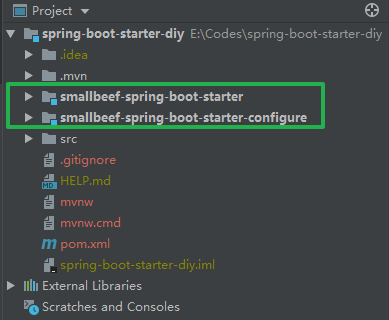 Project
spring-boot-starter-diy E:\Codes\spring-boot-starter-diy
.idea
.mvn
smallbeef-spring-boot-starter
smallbeef-spring-boot-starter-configure
src
.gitignore
HELP.md
mvnw
mvnw.cmd
pom.xml
spring-boot-starter-diy.iml
External Libraries
Scratches and Consoles